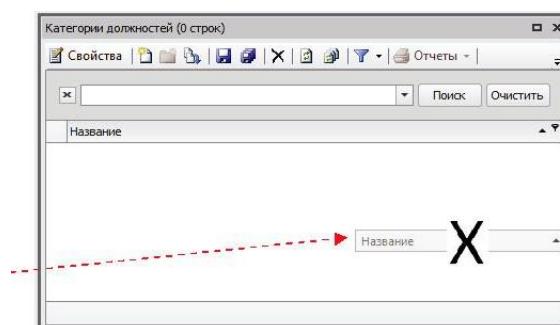 Категории должностей (0 строк)
Свойства Отчеты
Поиск Очистить
Название
Название